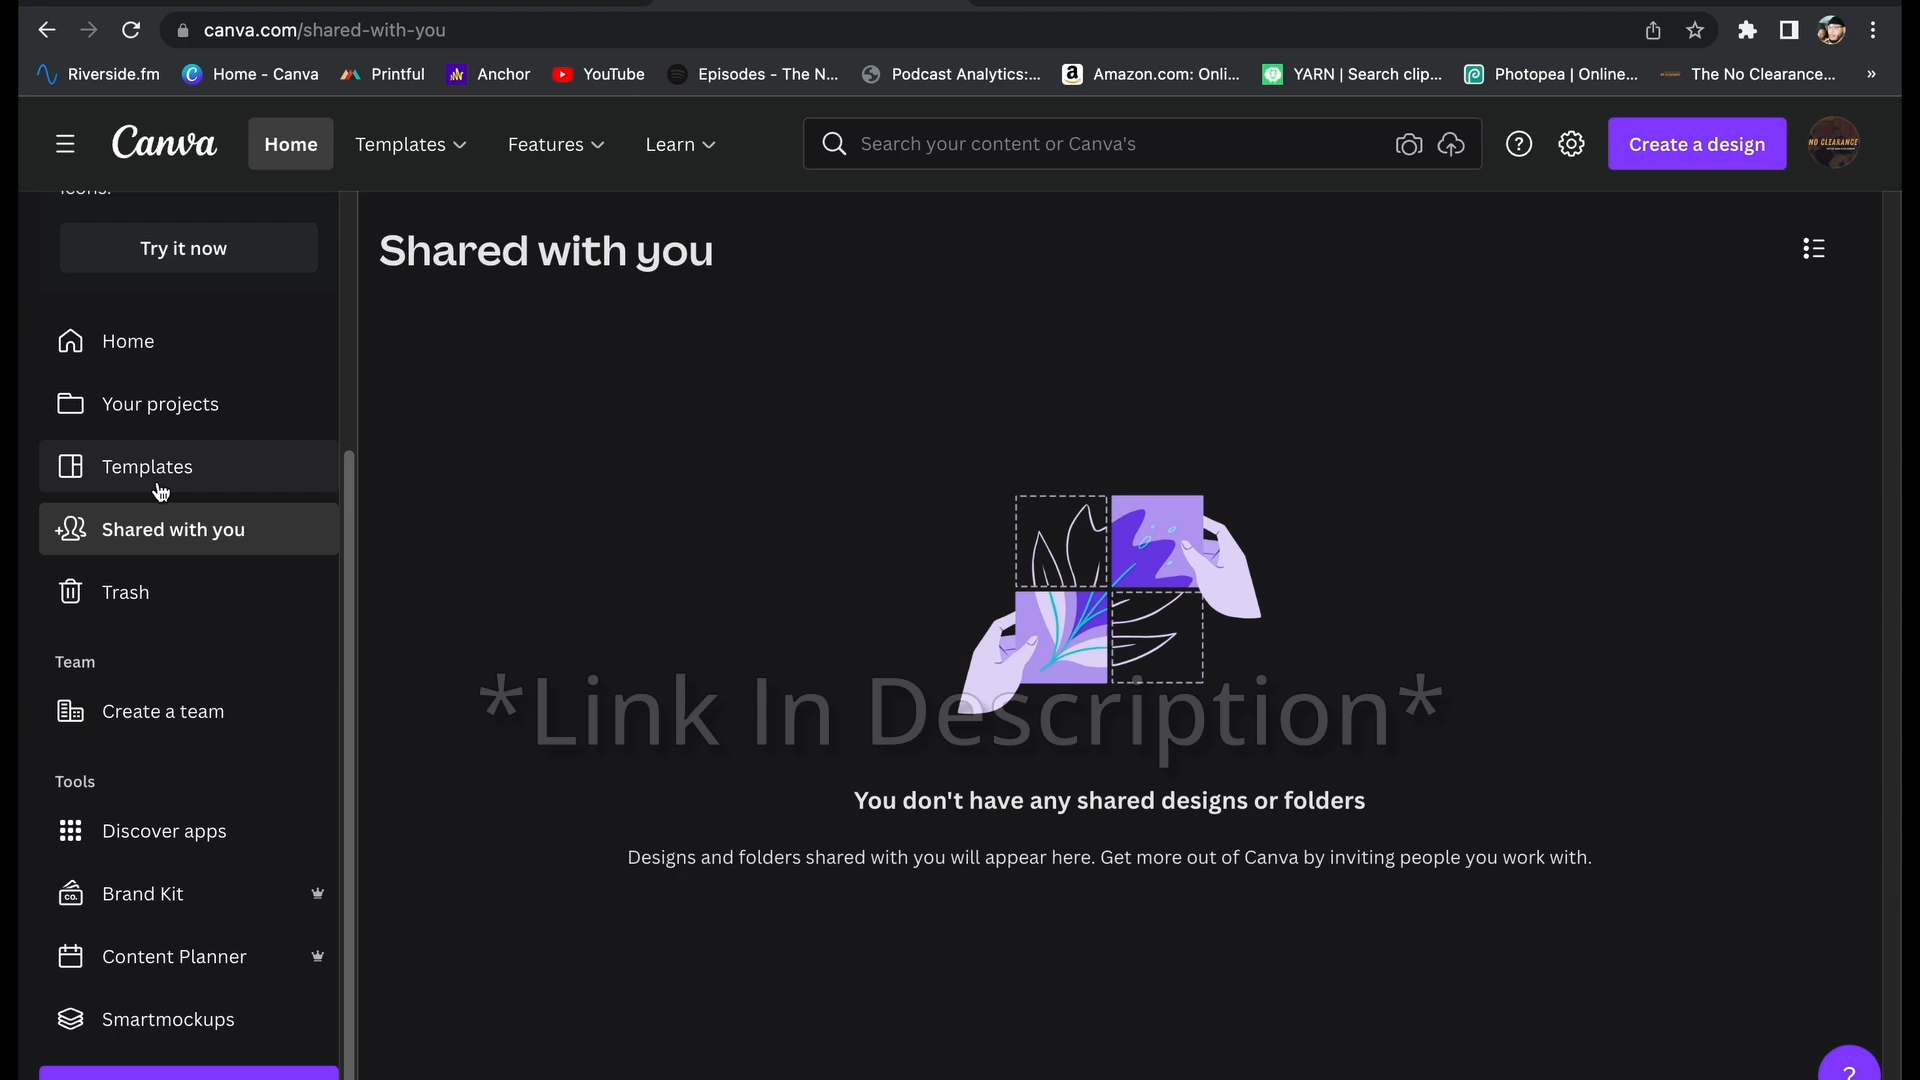 canva.com/shared-with-you
Riverside.fm
Home - Canva
Printful
Anchor
YouTube
Episodes - The N...
Podcast Analytics:...
Amazon.com: Onli...
YARN | Search clip...
Photopea | Online...
The No Clearance...
»
Canva
Home
Templates
Features
Learn
Search your content or Canva's
?
Create a design
NO CLEARANCE
icons.
Try it now
Shared with you
Home
Your projects
Templates
Shared with you
Trash
Team
Create a team
*Link In Description*
Tools
You don't have any shared designs or folders
Discover apps
Designs and folders shared with you will appear here. Get more out of Canva by inviting people you work with.
CO.
Brand Kit
Content Planner
Smartmockups
?